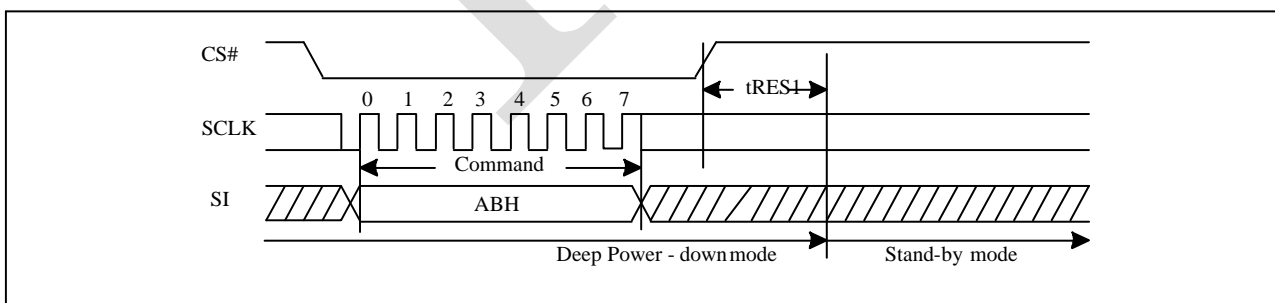 CS#
tRES1
0 1 2 3 4 5 6 7
SCLK
Command
SI
ABH
Deep Power - down mode
Stand-by mode